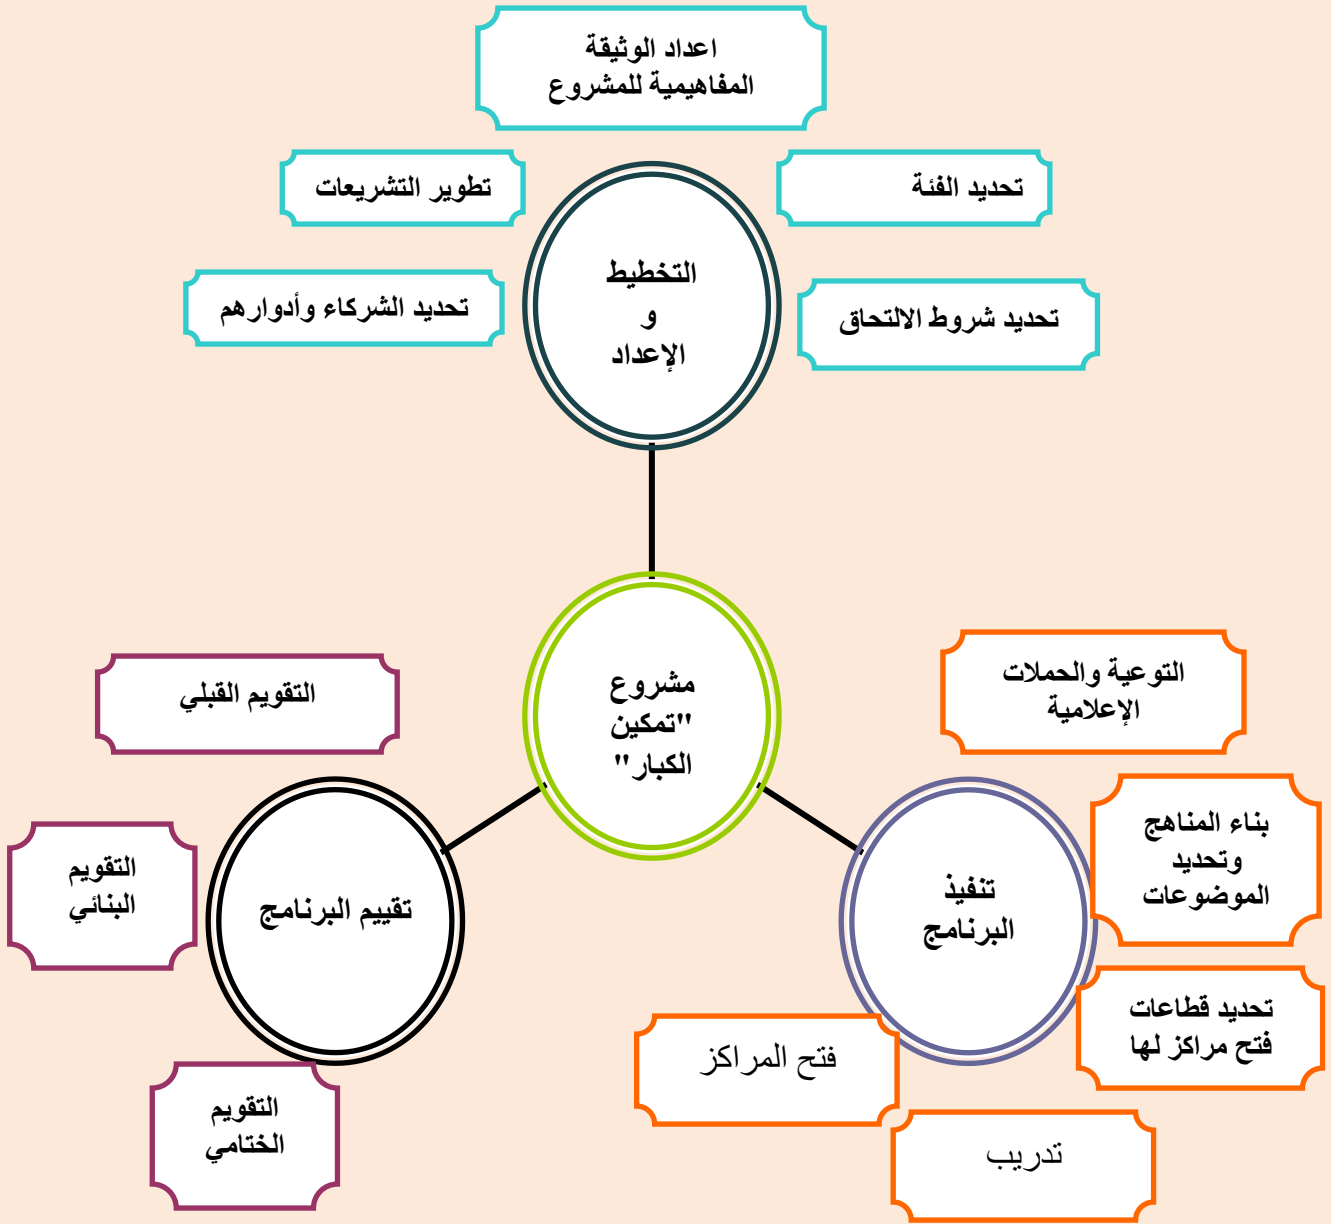 اعداد الوثيقة
المفاهيمية للمشروع
تحديد الفئة
تطوير التشريعات
التخطيط
و
الإعداد
تحديد شروط الالتحاق
تحديد الشركاء وأدوارهم
مشروع
"تمكين
الكبار"
التوعية والحملات
الإعلامية
بناء المناهج
وتحديد
الموضوعات
تنفيذ
البرنامج
تحديد قطاعات
فتح مراكز لها
فتح المراكز
تدريب
التقويم القبلي
تقييم البرنامج
التقويم
البنائي
التقويم
الختامي